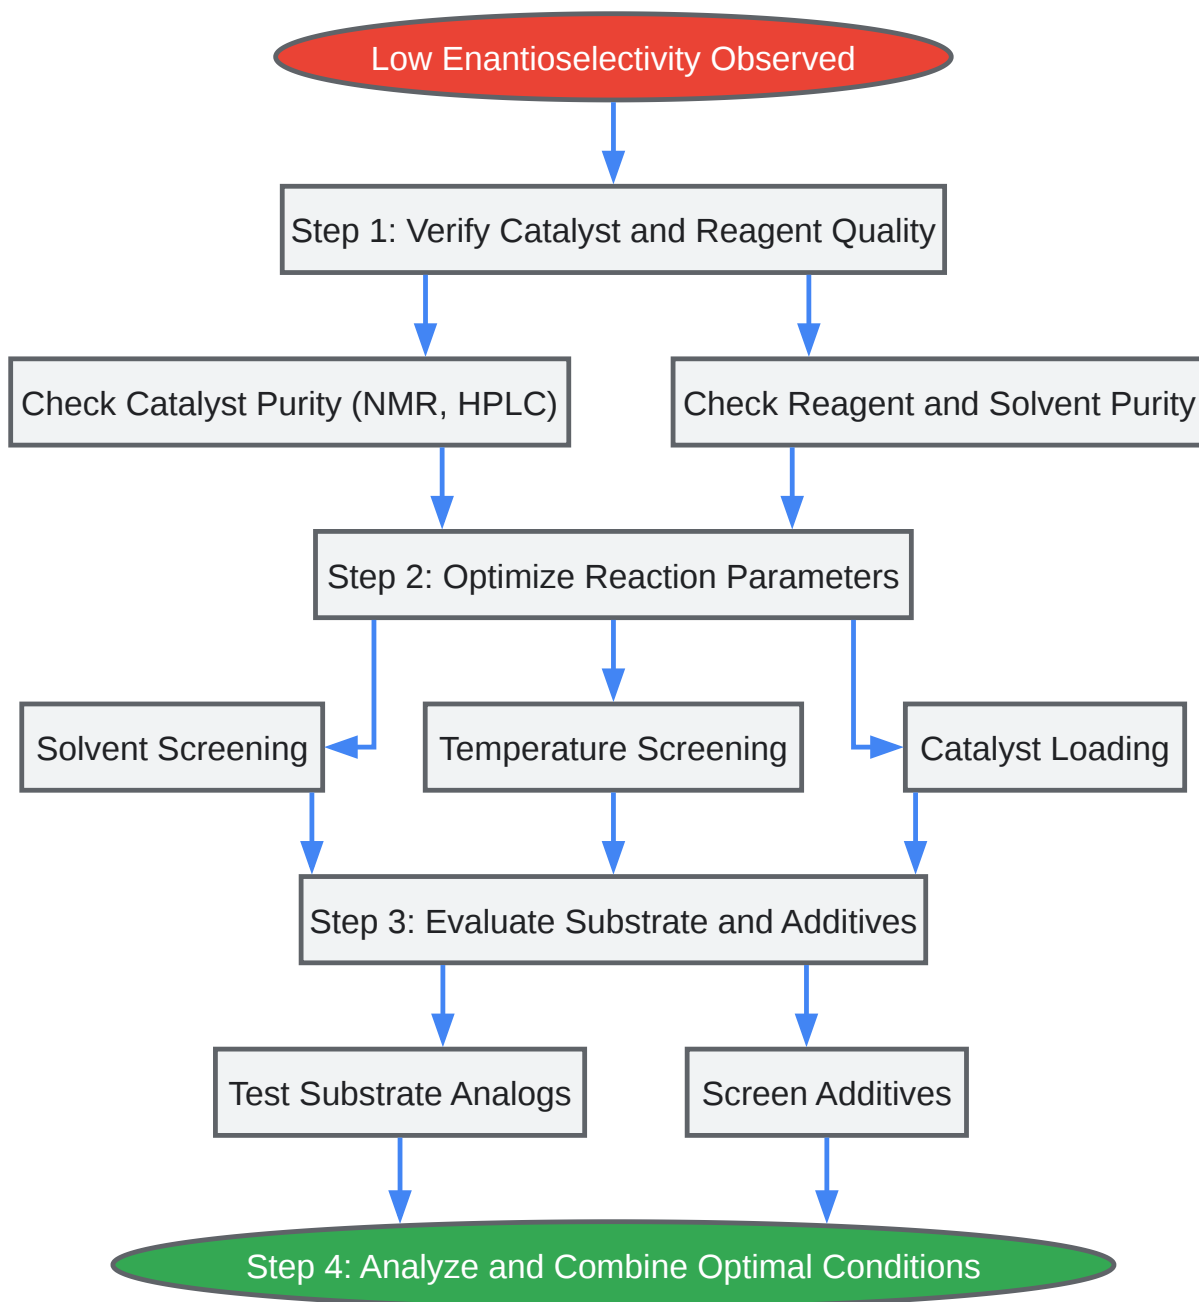 Low Enantioselectivity Observed
Step 1: Verify Catalyst and Reagent Quality
Check Catalyst Purity (NMR, HPLC)
Check Reagent and Solvent Purity
Step 2: Optimize Reaction Parameters
Solvent Screening
Temperature Screening
Catalyst Loading
Step 3: Evaluate Substrate and Additives
Test Substrate Analogs
Screen Additives
Step 4: Analyze and Combine Optimal Conditions